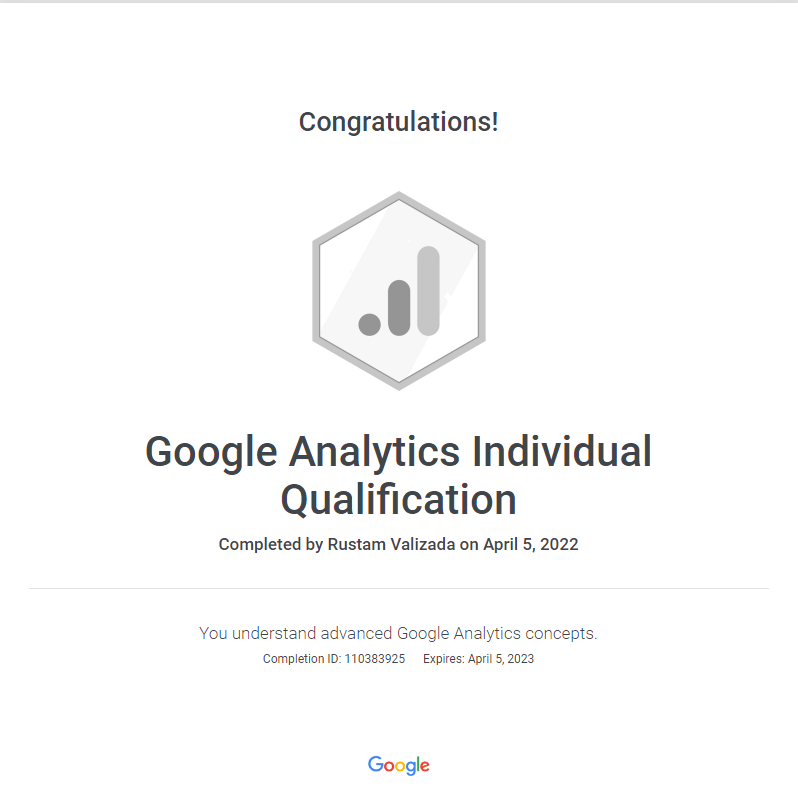 Congratulations!
Google Analytics Individual
Qualification
Completed by Rustam Valizada on April 5, 2022
You understand advanced Google Analytics concepts.
Completion ID: 110383925 Expires: April 5, 2023
Google